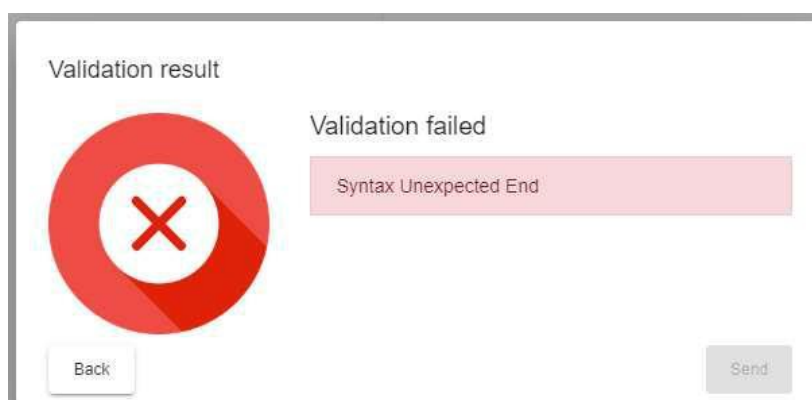 Validation result
Validation failed
Syntax Unexpected End
Back
Send